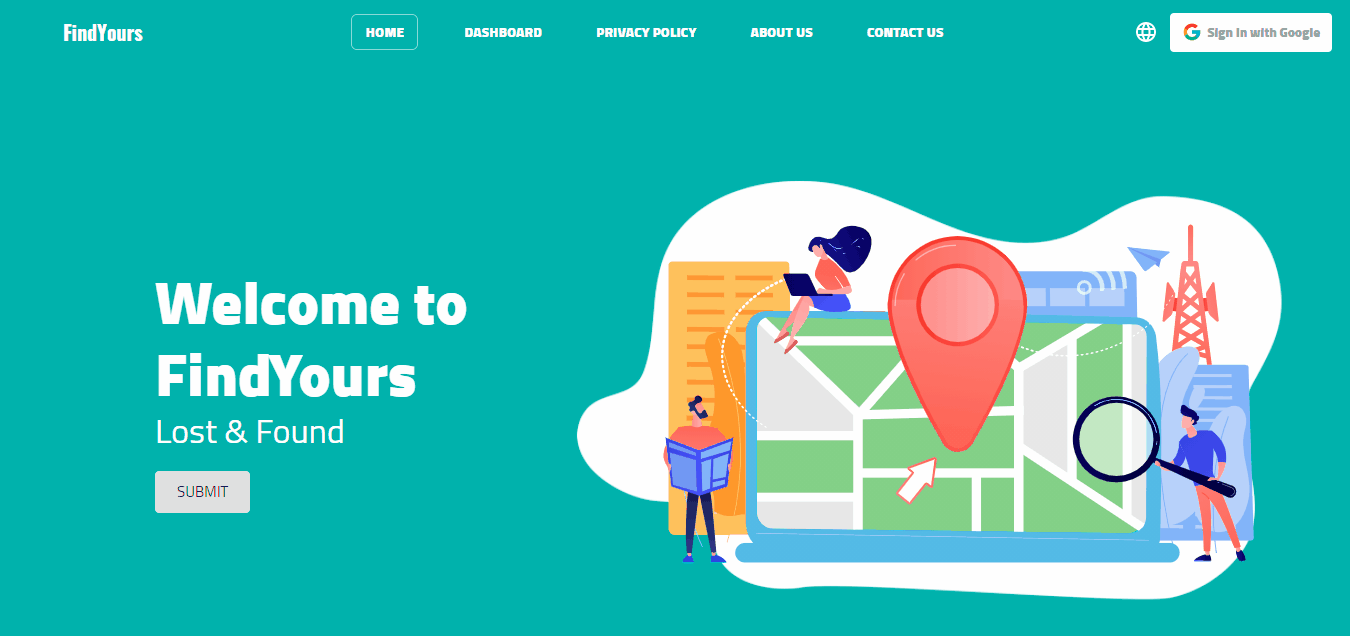 FindYours
HOME
DASHBOARD
PRIVACY POLICY
ABOUT US
CONTACT US
Sign in with Google
Welcome to
FindYours
Lost & Found
SUBMIT